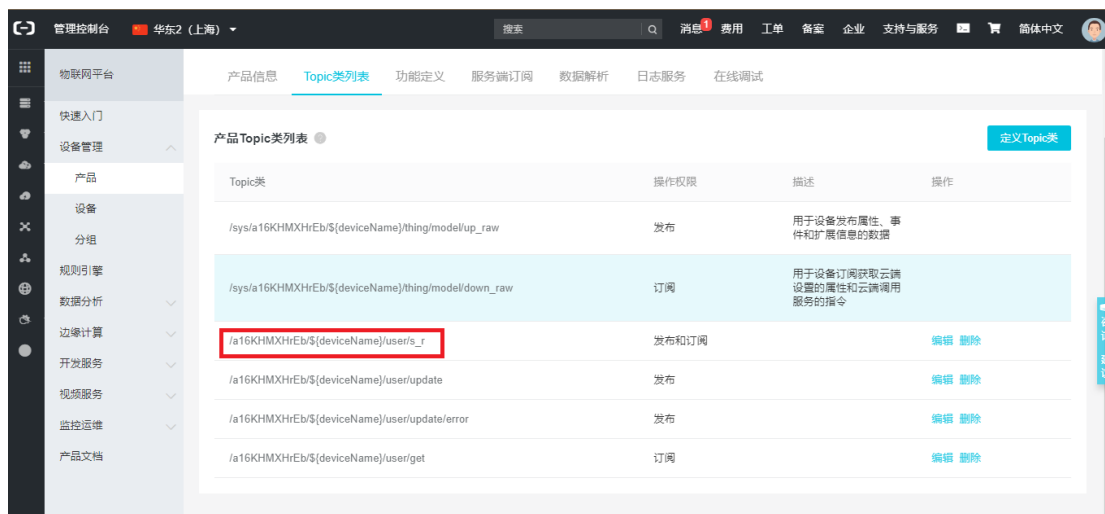 管理控制台 华东2（上海） 搜索 消息 1 费用 工单 备案 企业 支持与服务 简体中文
物联网平台
快速入门
设备管理
产品
设备
分组
规则引擎
数据分析
边缘计算
开发服务
视频服务
监控运维
产品文档
产品信息 Topic类列表 功能定义 服务端订阅 数据解析 日志服务 在线调试
产品Topic类列表 定义Topic类
Topic类 操作权限 描述 操作
/sys/a16KHMXHrEb/${deviceName}/thing/model/up_raw 发布 用于设备发布属性、事
件和扩展信息的数据
/sys/a16KHMXHrEb/${deviceName}/thing/model/down_raw 订阅 用于设备订阅获取云端
设置的属性和云端调用
服务的指令
/a16KHMXHrEb/${deviceName}/user/s_r 发布和订阅 编辑 删除
/a16KHMXHrEb/${deviceName}/user/update 发布 编辑 删除
/a16KHMXHrEb/${deviceName}/user/update/error 发布 编辑 删除
/a16KHMXHrEb/${deviceName}/user/get 订阅 编辑 删除